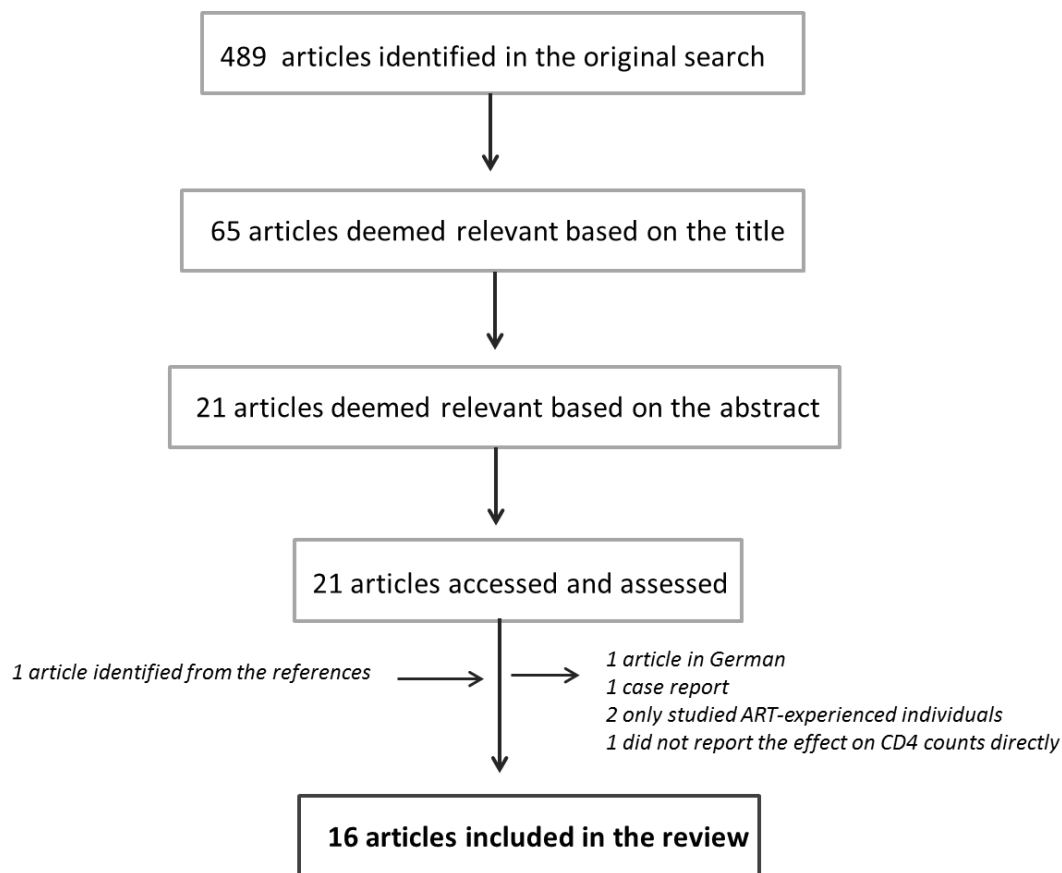 489 articles identified in the original search
65 articles deemed relevant based on the title
21 articles deemed relevant based on the abstract
21 articles accessed and assessed
1 article identified from the references
1 article in German
1 case report
2 only studied ART-experienced individuals
1 did not report the effect on CD4 counts directly
16 articles included in the review